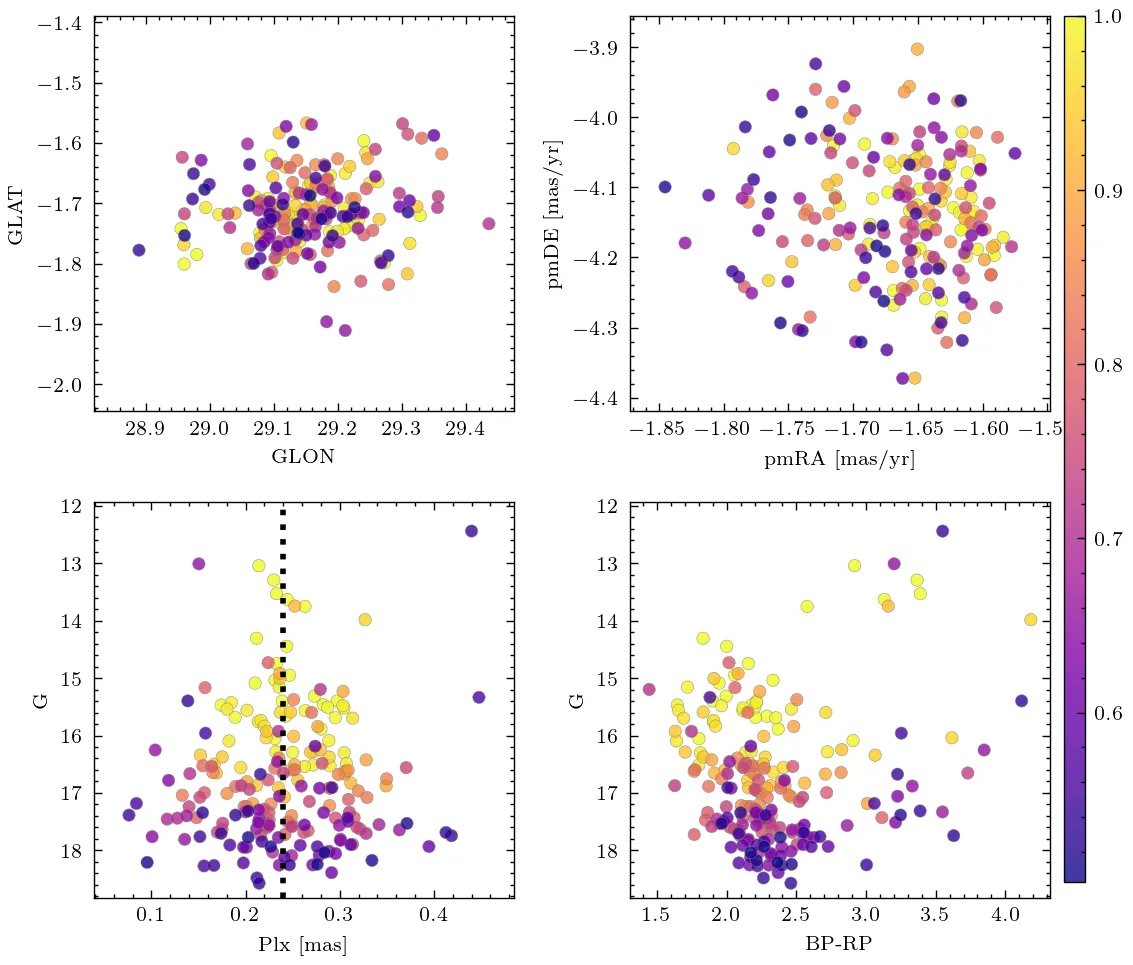 −1.4
−1.5
−1.6
−1.7
−1.8
−1.9
−2.0
GLAT
28.9 29.0 29.1 29.2 29.3 29.4
GLON
−3.9
−4.0
−4.1
−4.2
−4.3
−4.4
pmDE [mas/yr]
−1.85 −1.80 −1.75 −1.70 −1.65 −1.60 −1.5
pmRA [mas/yr]
12
13
14
15
16
17
18
G
0.1 0.2 0.3 0.4
Plx [mas]
12
13
14
15
16
17
18
G
1.5 2.0 2.5 3.0 3.5 4.0
BP-RP
1.0
0.9
0.8
0.7
0.6